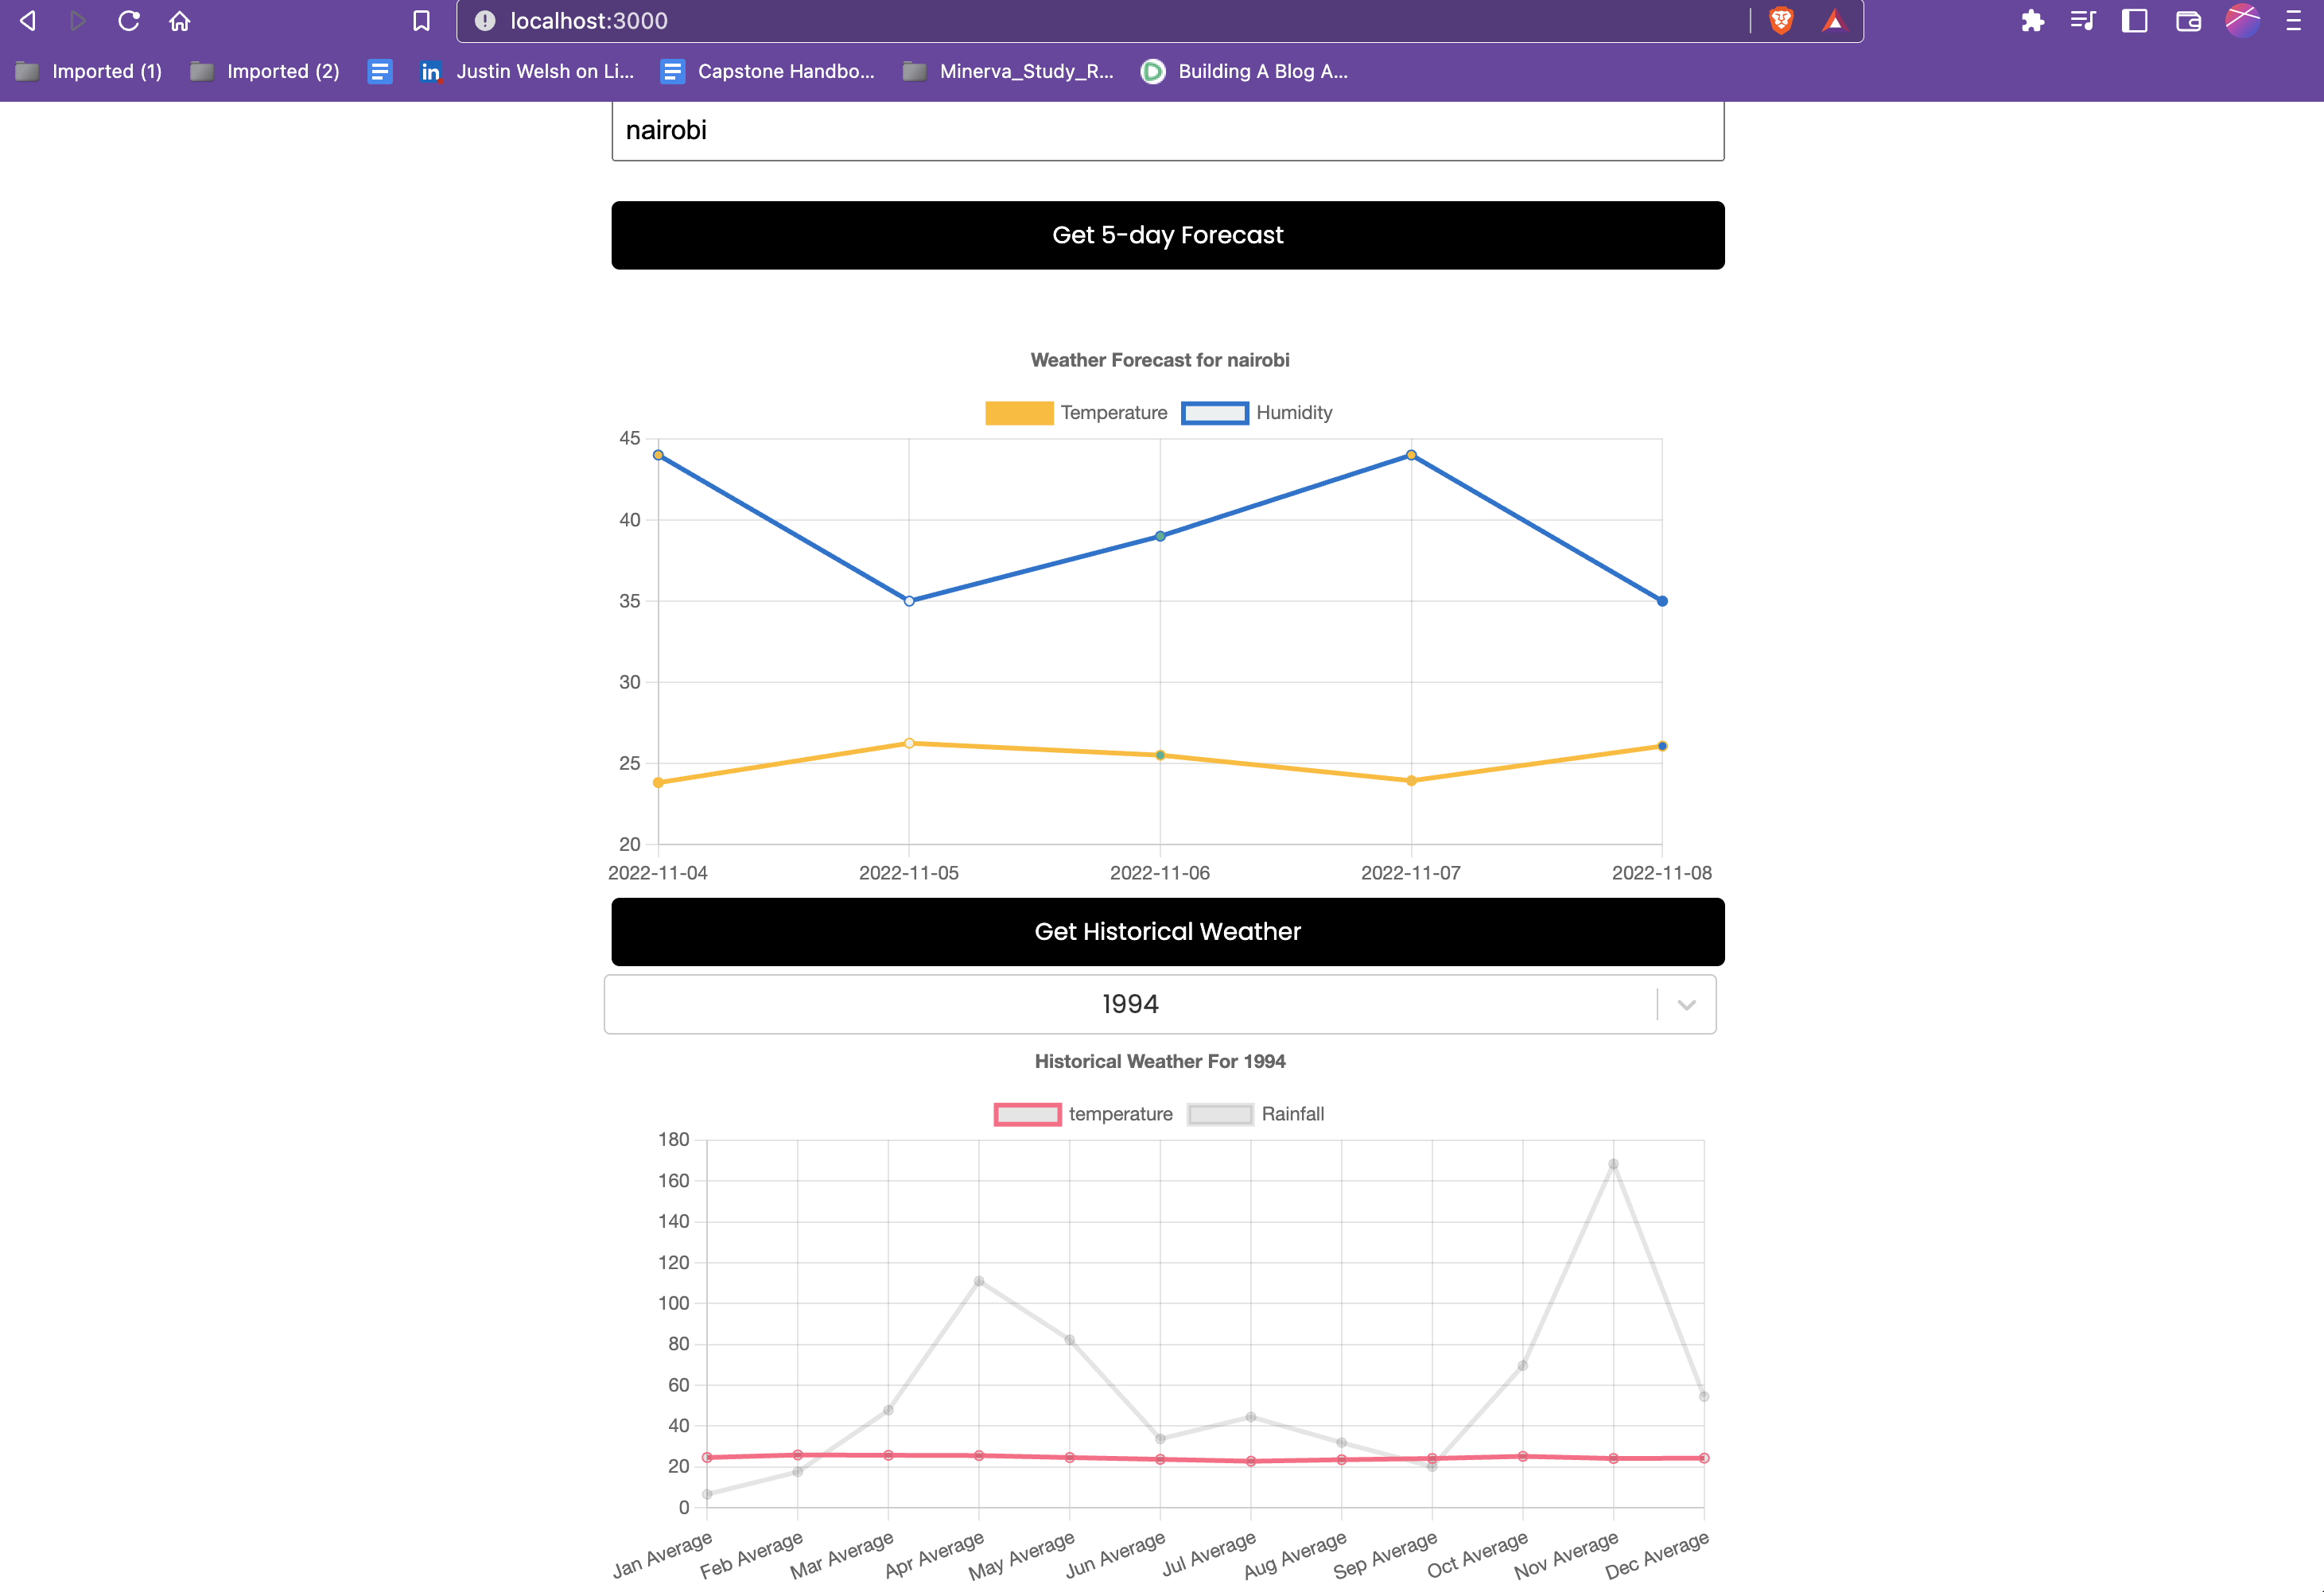 localhost:3000
Imported (1) Imported (2) in Justin Welsh on Li... Capstone Handbo... Minerva_Study_R... Building A Blog A...
nairobi
Get 5-day Forecast
Weather Forecast for nairobi
Temperature Humidity
45
40
35
30
25
20
2022-11-04 2022-11-05 2022-11-06 2022-11-07 2022-11-08
Get Historical Weather
1994
Historical Weather For 1994
temperature Rainfall
180
160
140
120
100
80
60
40
20
0
Jan Average Feb Average Mar Average Apr Average May Average Jun Average Jul Average Aug Average Sep Average Oct Average Nov Average Dec Average